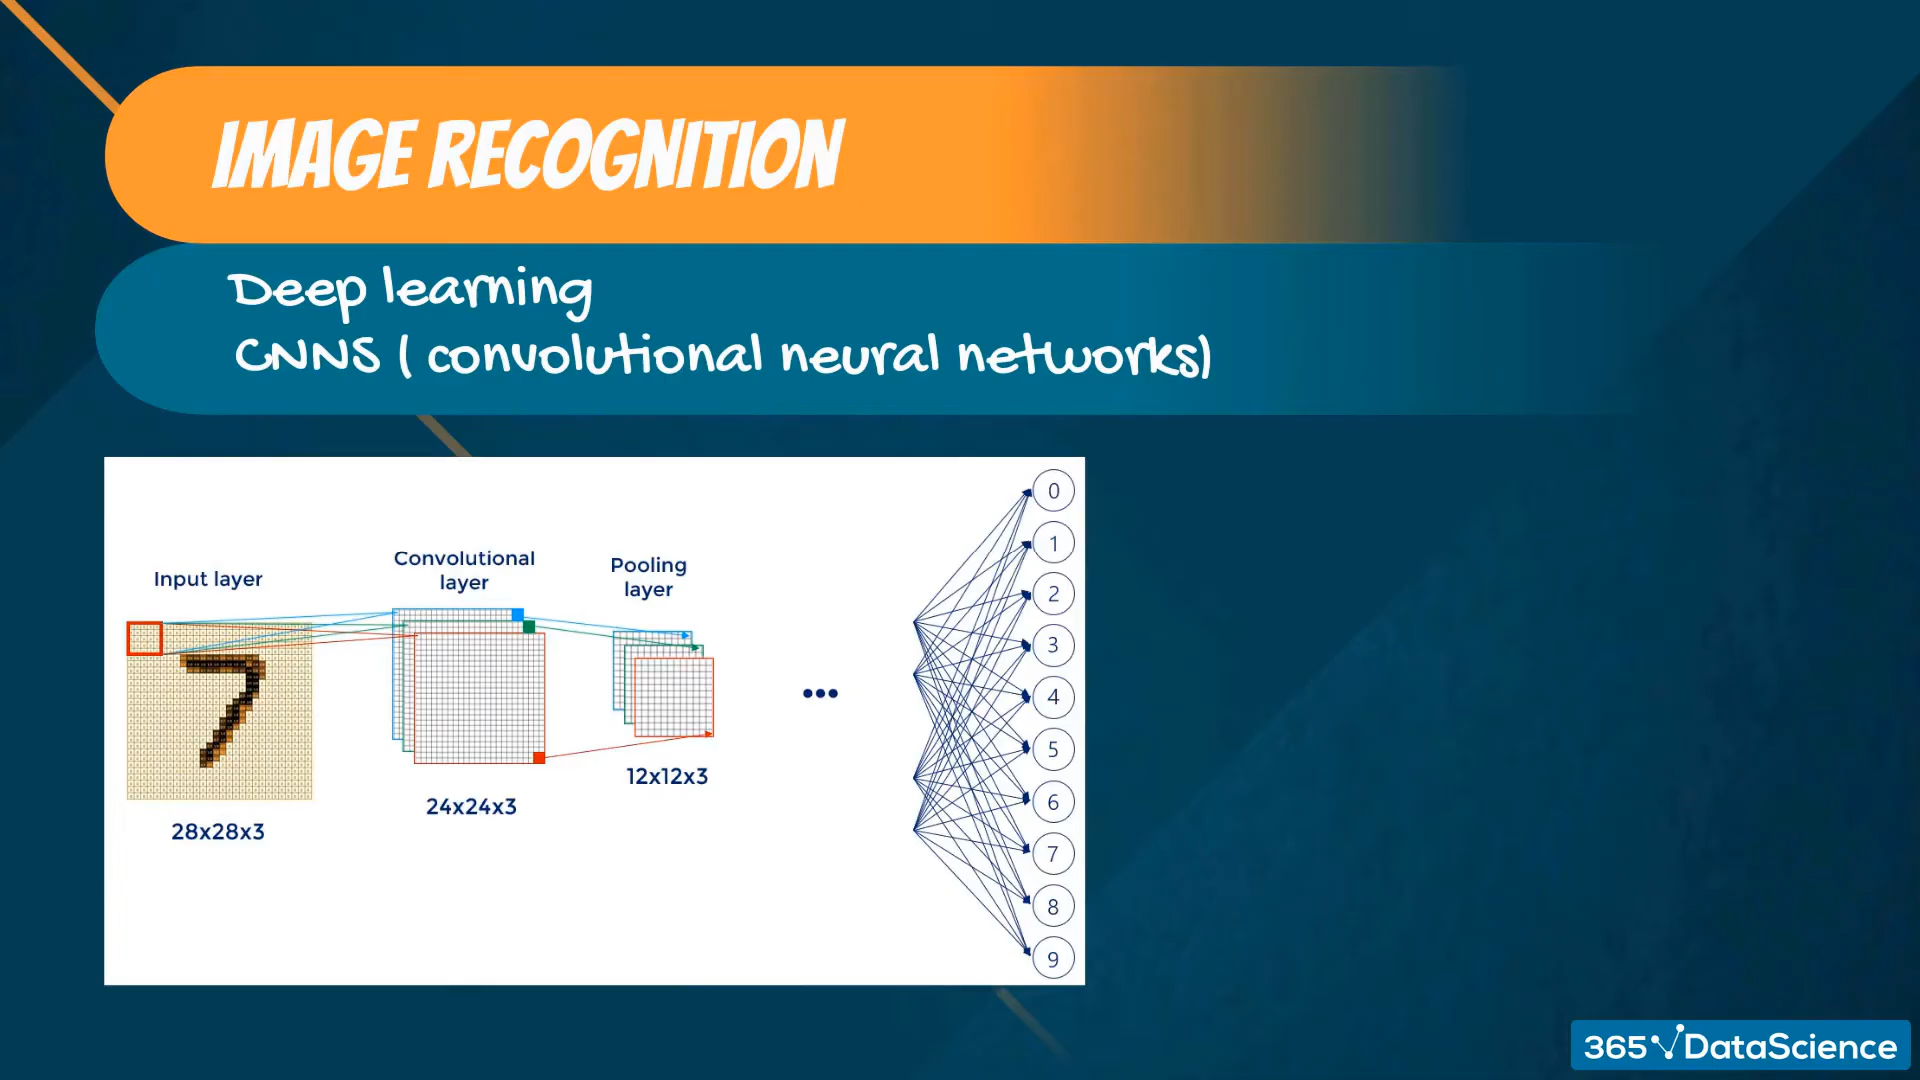 IMAGE RECOGNITION
Deep learning
CNNS ( convolutional neural networks)
Input layer
Convolutional
layer
Pooling
layer
28x28x3
24x24x3
12x12x3
...
0
1
2
3
4
5
6
7
8
9
365 DataScience